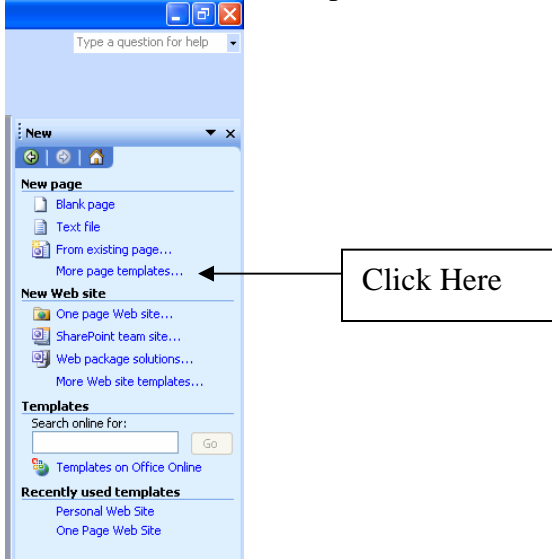 Type a question for help
New
New page
Blank page
Text file
From existing page...
More page templates...
Click Here
New Web site
One page Web site...
SharePoint team site...
Web package solutions...
More Web site templates...
Templates
Search online for:
Go
Templates on Office Online
Recently used templates
Personal Web Site
One Page Web Site